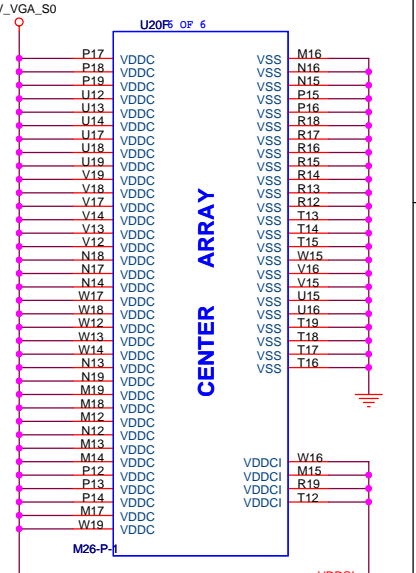 V_VGA_S0
U20F5 OF 6
P17 VDDC VSS M16
P18 VDDC VSS N16
P19 VDDC VSS N15
U12 VDDC VSS P15
U13 VDDC VSS P16
U14 VDDC VSS R18
U17 VDDC VSS R17
U18 VDDC VSS R16
U19 VDDC VSS R15
V19 VDDC VSS R14
V18 VDDC VSS R13
V17 VDDC VSS R12
V14 VDDC VSS T13
V13 VDDC VSS T14
V12 VDDC VSS T15
N18 VDDC VSS W15
N17 VDDC VSS V16
N14 VDDC VSS V15
W17 VDDC VSS U15
W18 VDDC VSS U16
W12 VDDC VSS T19
W13 VDDC VSS T18
W14 VDDC VSS T17
N13 VDDC VSS T16
N19 VDDC
M19 VDDC
M18 VDDC
M12 VDDC
N12 VDDC
M13 VDDC
M14 VDDC VDDCI W16
P12 VDDC VDDCI M15
P13 VDDC VDDCI R19
P14 VDDC VDDCI T12
M17 VDDC
W19 VDDC
CENTER ARRAY
M26-P-1